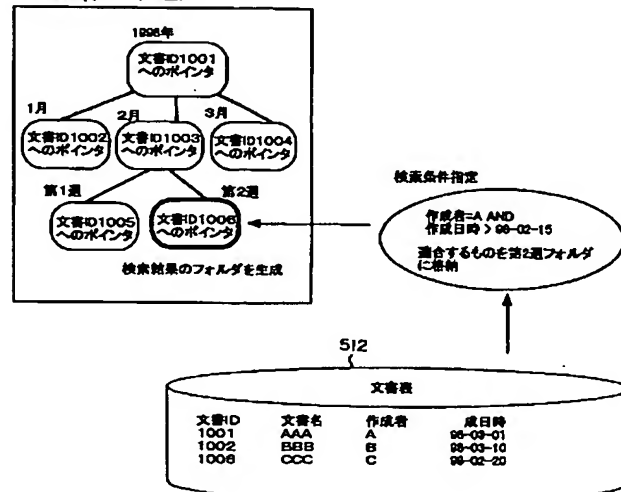 1998年
文書ID1001
へのポインタ
1月
文書ID1002
へのポインタ
2月
文書ID1003
へのポインタ
3月
文書ID1004
へのポインタ
第1週
文書ID1005
へのポインタ
第2週
文書ID1006
へのポインタ
検索結果のフォルダを生成
検索条件指定
作成者=A AND
作成日時 > 98-02-15
適合するものを第2週フォルダ
に格納
512
文書表
文書ID 文書名 作成者 成日時
1001 AAA A 98-03-01
1002 BBB B 98-03-10
1006 CCC C 98-02-20